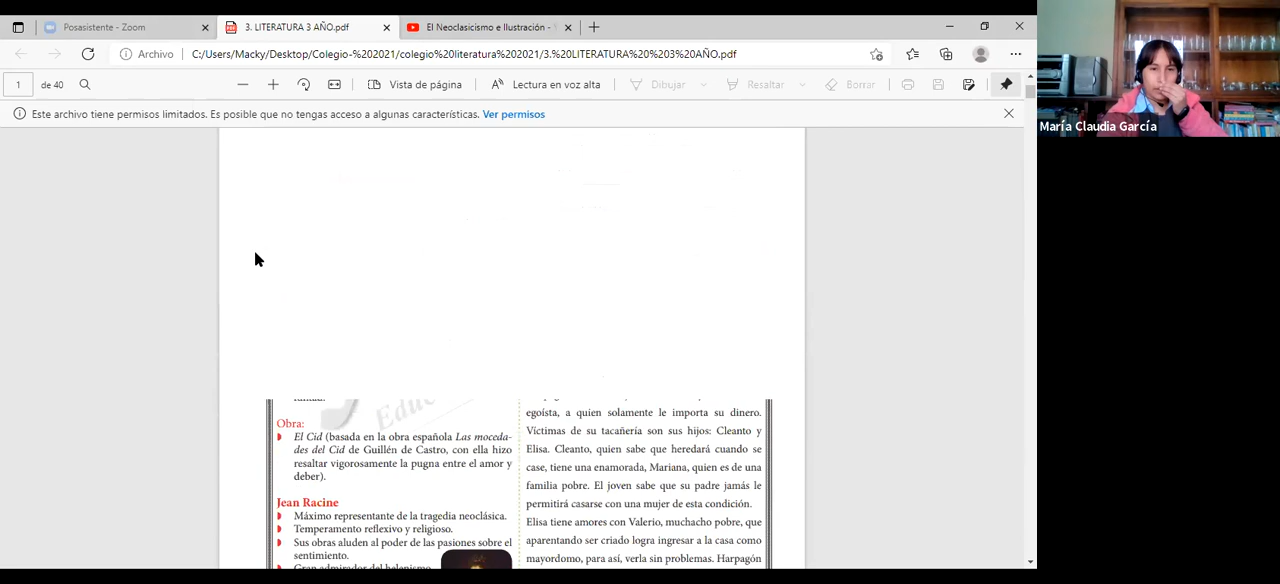 Posasistente - Zoom
3. LITERATURA 3 AÑO.pdf
El Neoclasicismo e Ilustración -
Archivo
C:/Users/Macky/Desktop/Colegio-%202021/colegio%20literatura%202021/3.%20LITERATURA%20%203%20AÑO.pdf
1 de 40
Vista de página
Lectura en voz alta
Dibujar
Resaltar
Borrar
Este archivo tiene permisos limitados. Es posible que no tengas acceso a algunas características. Ver permisos
María Claudia García
Obra:
El Cid (basada en la obra española Las moceda-
des del Cid de Guillén de Castro, con ella hizo
resaltar vigorosamente la pugna entre el amor y
deber).
Jean Racine
Máximo representante de la tragedia neoclásica.
Temperamento reflexivo y religioso.
Sus obras aluden al poder de las pasiones sobre el
sentimiento.
Gran admirador del helenismo
egoísta, a quien solamente le importa su dinero.
Víctimas de su tacañería son sus hijos: Cleanto y
Elisa. Cleanto, quien sabe que heredará cuando se
case, tiene una enamorada, Mariana, quien es de una
familia pobre. El joven sabe que su padre jamás le
permitirá casarse con una mujer de esta condición.
Elisa tiene amores con Valerio, muchacho pobre, que
aparentando ser criado logra ingresar a la casa como
mayordomo, para así, verla sin problemas. Harpagón